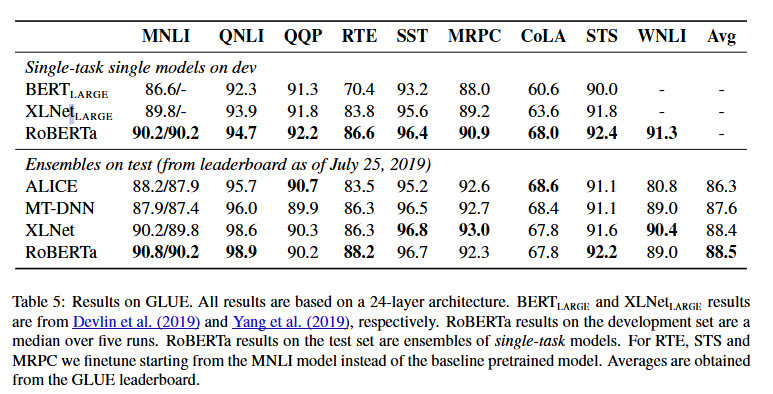 MNLI QNLI QQP RTE SST MRPC CoLA STS WNLI Avg
Single-task single models on dev
BERTLARGE 86.6/- 92.3 91.3 70.4 93.2 88.0 60.6 90.0 - -
XLNetLARGE 89.8/- 93.9 91.8 83.8 95.6 89.2 63.6 91.8 - -
RoBERTa 90.2/90.2 94.7 92.2 86.6 96.4 90.9 68.0 92.4 91.3 -
Ensembles on test (from leaderboard as of July 25, 2019)
ALICE 88.2/87.9 95.7 90.7 83.5 95.2 92.6 68.6 91.1 80.8 86.3
MT-DNN 87.9/87.4 96.0 89.9 86.3 96.5 92.7 68.4 91.1 89.0 87.6
XLNet 90.2/89.8 98.6 90.3 86.3 96.8 93.0 67.8 91.6 90.4 88.4
RoBERTa 90.8/90.2 98.9 90.2 88.2 96.7 92.3 67.8 92.2 89.0 88.5
Table 5: Results on GLUE. All results are based on a 24-layer architecture. BERTLARGE and XLNetLARGE results
are from Devlin et al. (2019) and Yang et al. (2019), respectively. RoBERTa results on the development set are a
median over five runs. RoBERTa results on the test set are ensembles of single-task models. For RTE, STS and
MRPC we finetune starting from the MNLI model instead of the baseline pretrained model. Averages are obtained
from the GLUE leaderboard.